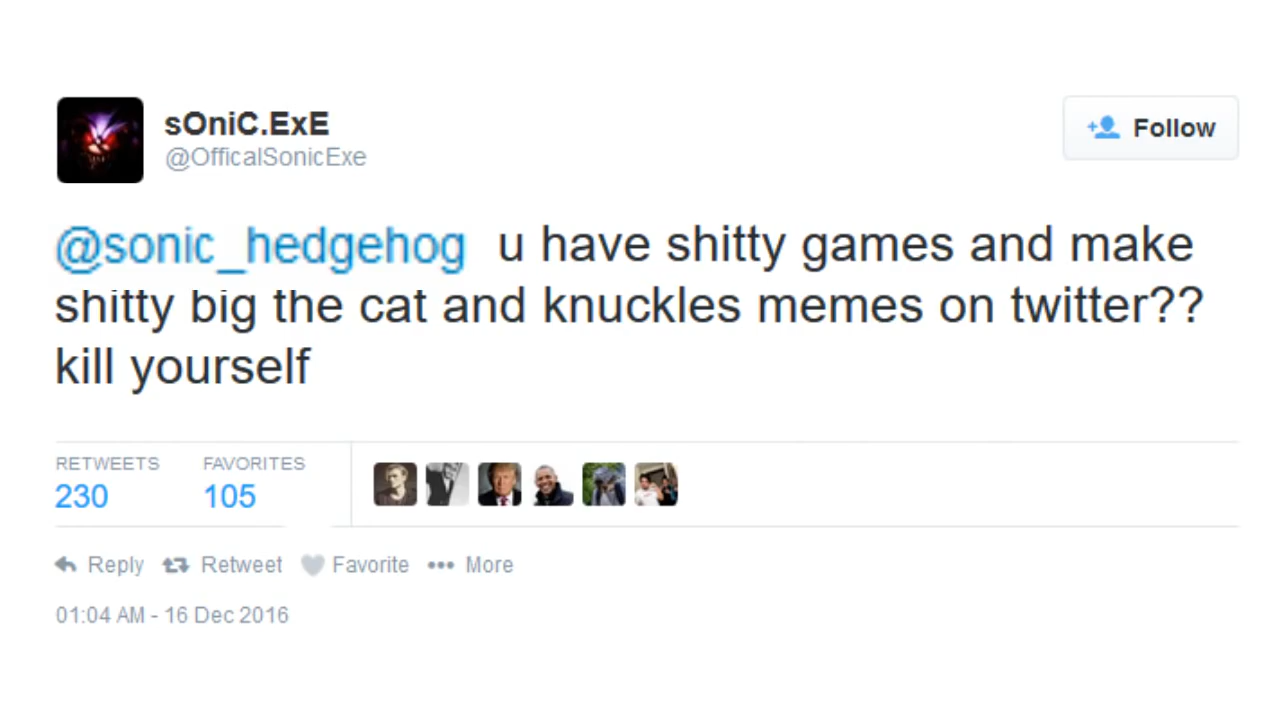 sOniC.ExE
@OfficalSonicExe
Follow
@sonic_hedgehog u have shitty games and make
shitty big the cat and knuckles memes on twitter??
kill yourself
RETWEETS FAVORITES
230 105
Reply Retweet Favorite More
01:04 AM - 16 Dec 2016